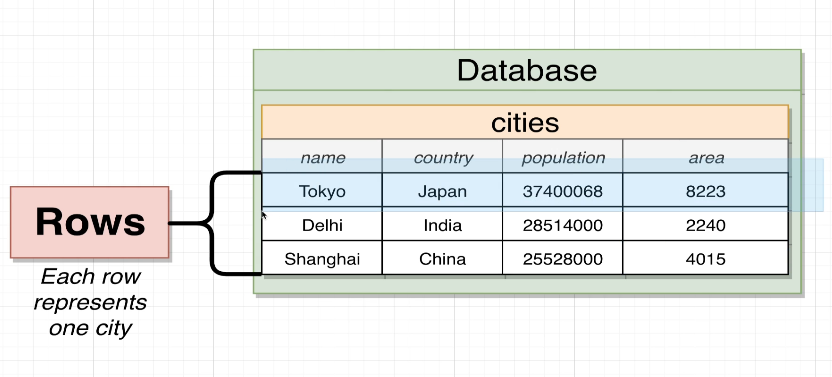 Database
cities
name country population area
Tokyo Japan 37400068 8223
Delhi India 28514000 2240
Shanghai China 25528000 4015
Rows
Each row
represents
one city